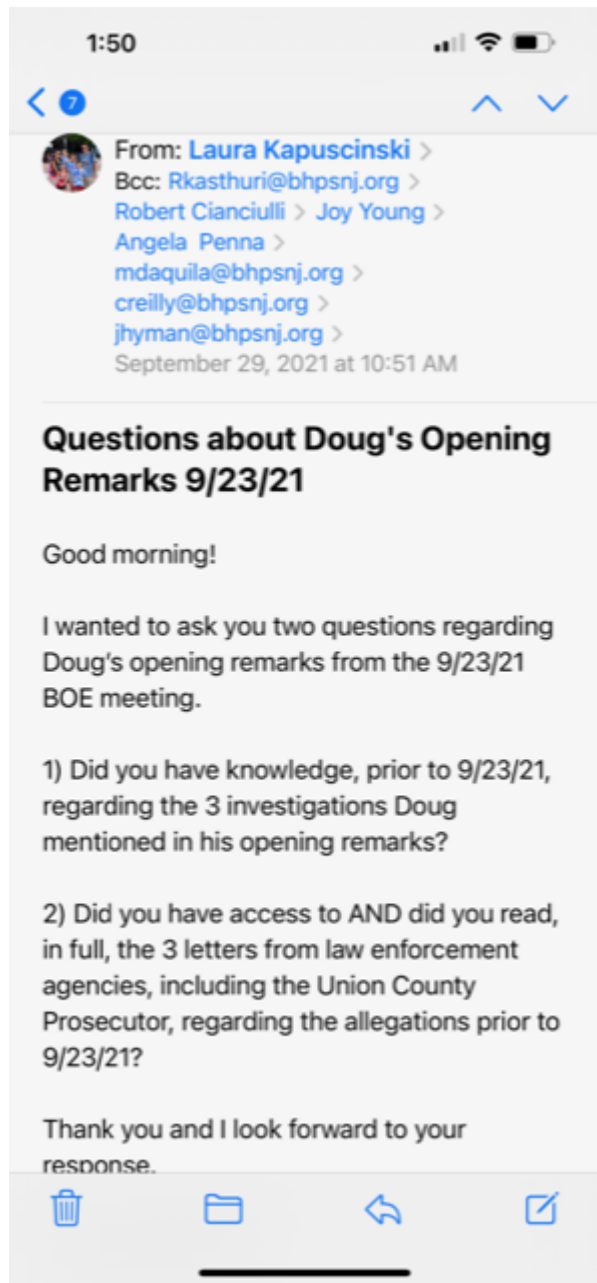 1:50
7
From: Laura Kapuscinski
Bcc: Rkasthuri@bhpsnj.org
Robert Cianciulli Joy Young
Angela Penna
mdaquila@bhpsnj.org
creilly@bhpsnj.org
jhyman@bhpsnj.org
September 29, 2021 at 10:51 AM
Questions about Doug's Opening
Remarks 9/23/21
Good morning!
I wanted to ask you two questions regarding
Doug's opening remarks from the 9/23/21
BOE meeting.
1) Did you have knowledge, prior to 9/23/21,
regarding the 3 investigations Doug
mentioned in his opening remarks?
2) Did you have access to AND did you read,
in full, the 3 letters from law enforcement
agencies, including the Union County
Prosecutor, regarding the allegations prior to
9/23/21?
Thank you and I look forward to your
response.